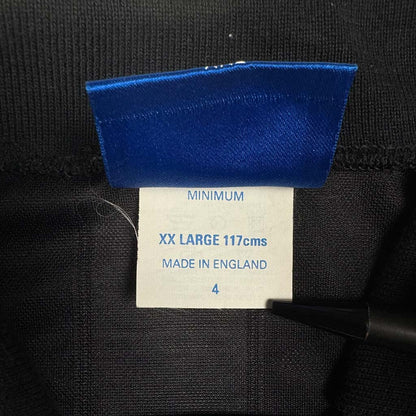 MINIMUM
XX LARGE 117cms
MADE IN ENGLAND
4